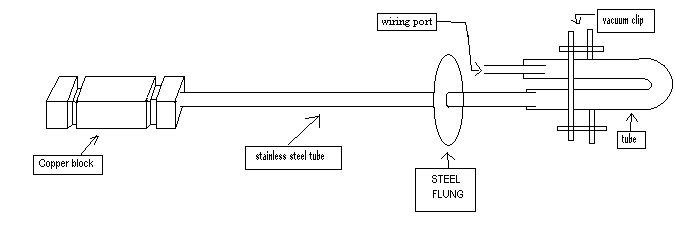 wiring port
vacuum clip
Copper block
stainless steel tube
STEEL
FLUNG
tube